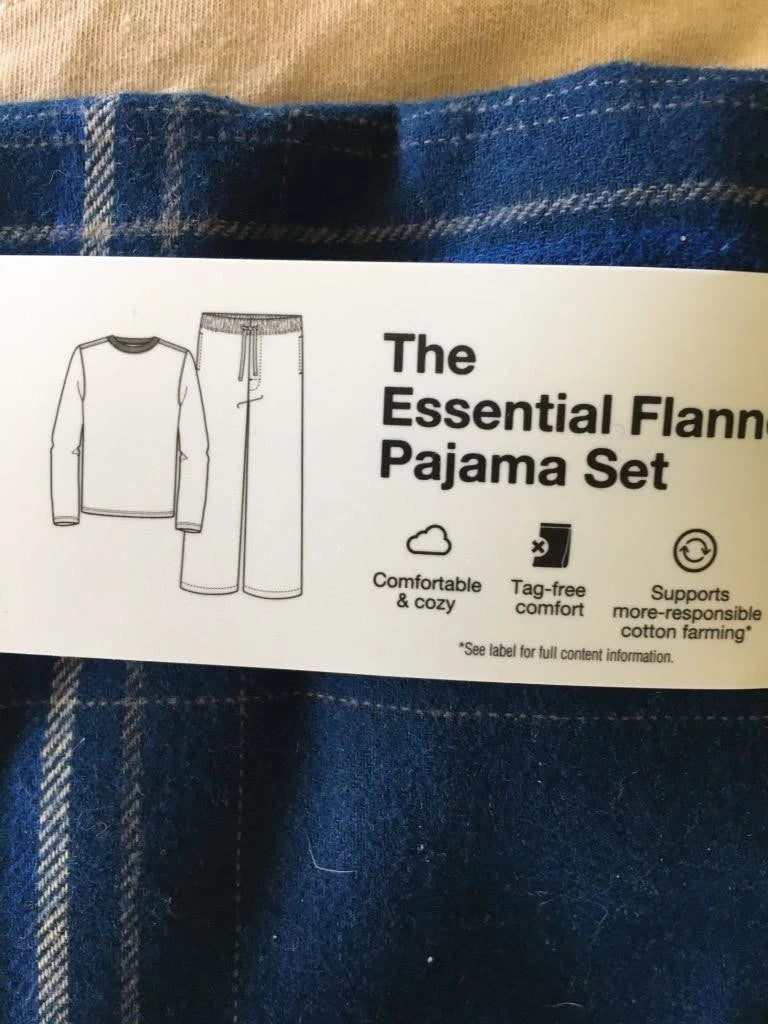 The
Essential Flann
Pajama Set
Comfortable
& cozy
Tag-free
comfort
Supports
more-responsible
cotton farming*
*See label for full content information.